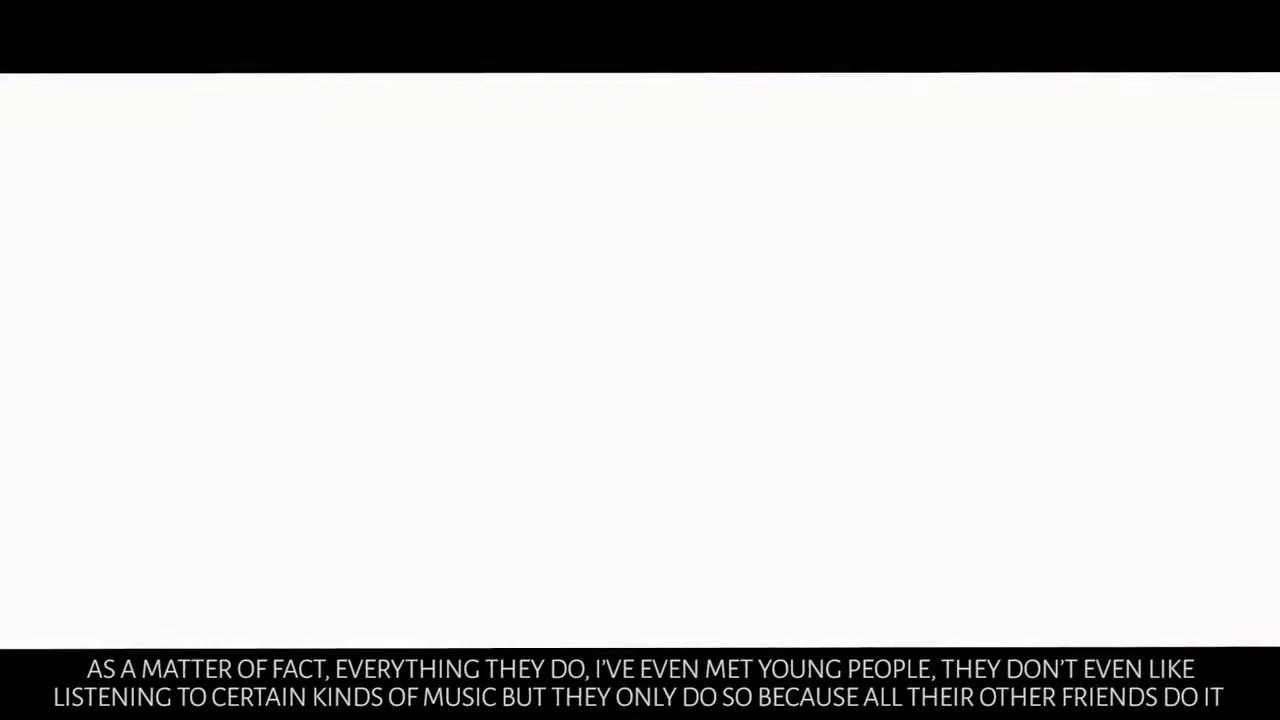 AS A MATTER OF FACT, EVERYTHING THEY DO, I'VE EVEN MET YOUNG PEOPLE, THEY DON'T EVEN LIKE
LISTENING TO CERTAIN KINDS OF MUSIC BUT THEY ONLY DO SO BECAUSE ALL THEIR OTHER FRIENDS DO IT